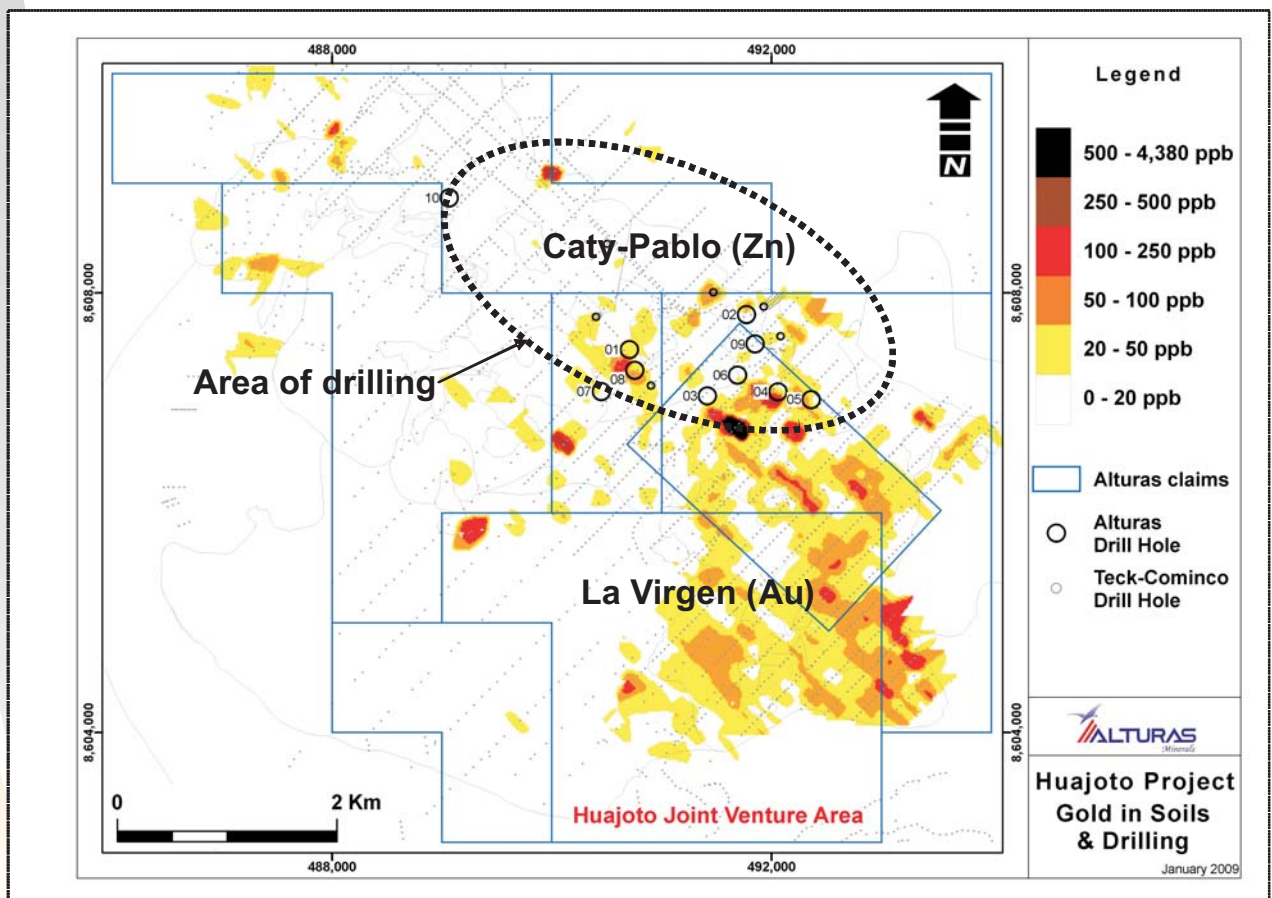 488,000
492,000
8,608,000
8,608,000
N
10
Caty-Pablo (Zn)
02
01
09
08
06
Area of drilling
07
03
04
05
La Virgen (Au)
8,604,000
8,604,000
0
2 Km
Huajoto Joint Venture Area
488,000
492,000
Legend
500 - 4,380 ppb
250 - 500 ppb
100 - 250 ppb
50 - 100 ppb
20 - 50 ppb
0 - 20 ppb
Alturas claims
Alturas
Drill Hole
Teck-Cominco
Drill Hole
ALTURAS
Minerals
Huajoto Project
Gold in Soils
& Drilling
January 2009